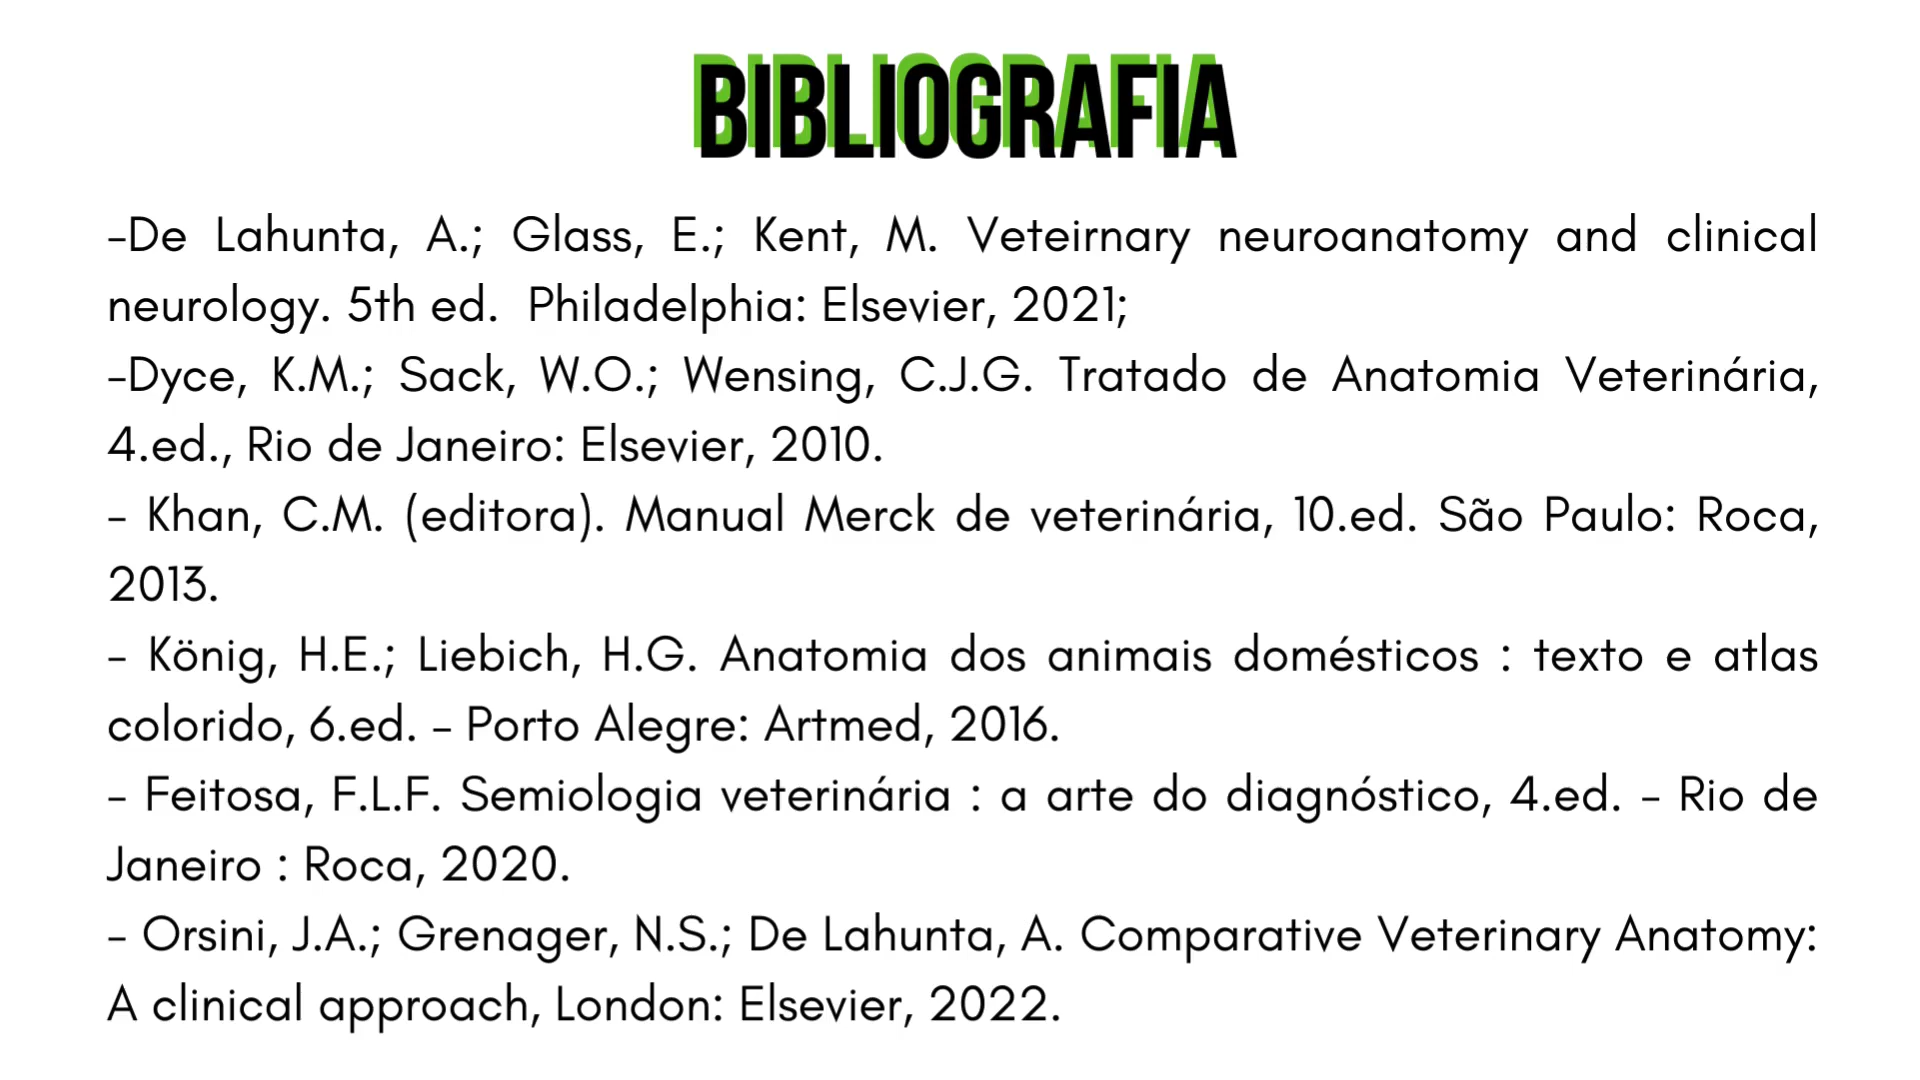 BIBLIOGRAFIA
-De Lahunta, A.; Glass, E.; Kent, M. Veteirnary neuroanatomy and clinical
neurology. 5th ed.  Philadelphia: Elsevier, 2021;
-Dyce, K.M.; Sack, W.O.; Wensing, C.J.G. Tratado de Anatomia Veterinária,
4.ed., Rio de Janeiro: Elsevier, 2010.
- Khan, C.M. (editora). Manual Merck de veterinária, 10.ed. São Paulo: Roca,
2013.
- König, H.E.; Liebich, H.G. Anatomia dos animais domésticos : texto e atlas
colorido, 6.ed. - Porto Alegre: Artmed, 2016.
- Feitosa, F.L.F. Semiologia veterinária : a arte do diagnóstico, 4.ed. - Rio de
Janeiro : Roca, 2020.
- Orsini, J.A.; Grenager, N.S.; De Lahunta, A. Comparative Veterinary Anatomy:
A clinical approach, London: Elsevier, 2022.